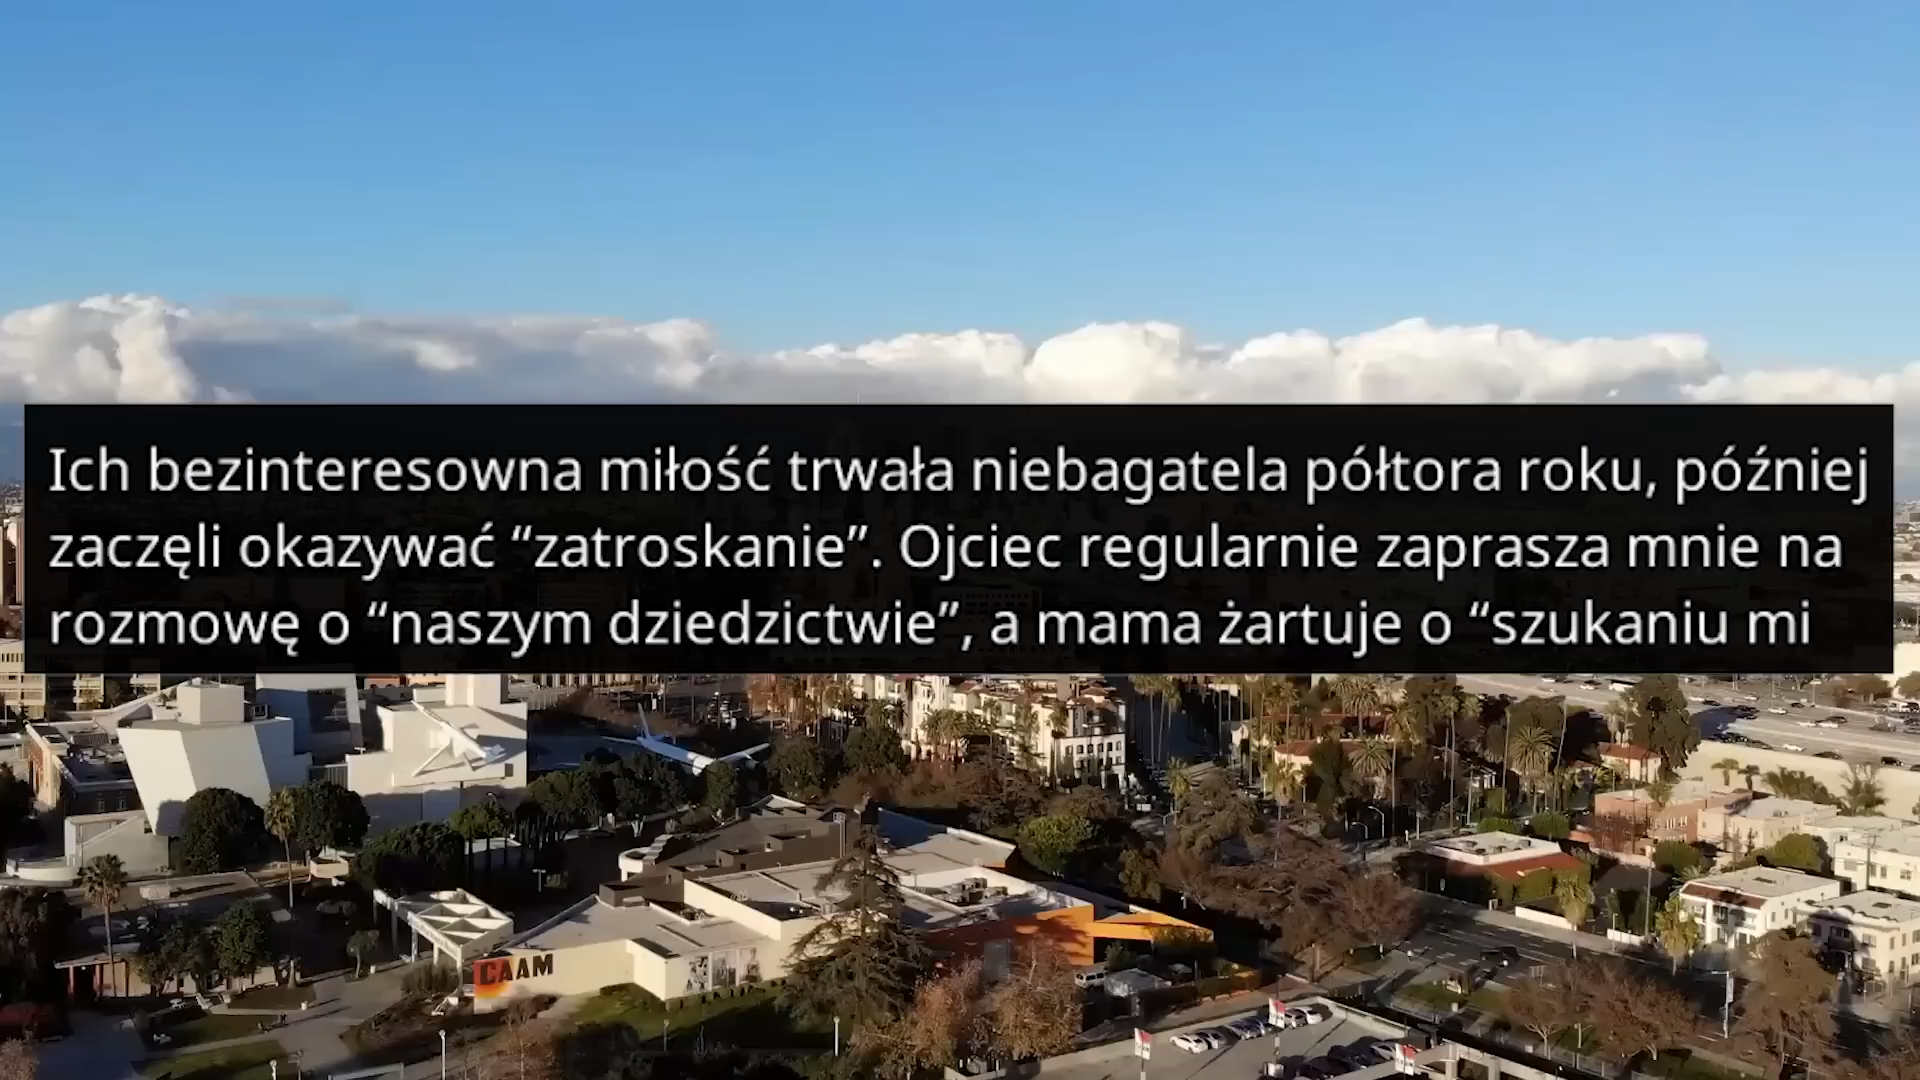 Ich bezinteresowna miłość trwała niebagatela półtora roku, później
zaczęli okazywać “zatroskanie”. Ojciec regularnie zaprasza mnie na
rozmowę o “naszym dziedzictwie”, a mama żartuje o “szukaniu mi
CAAM